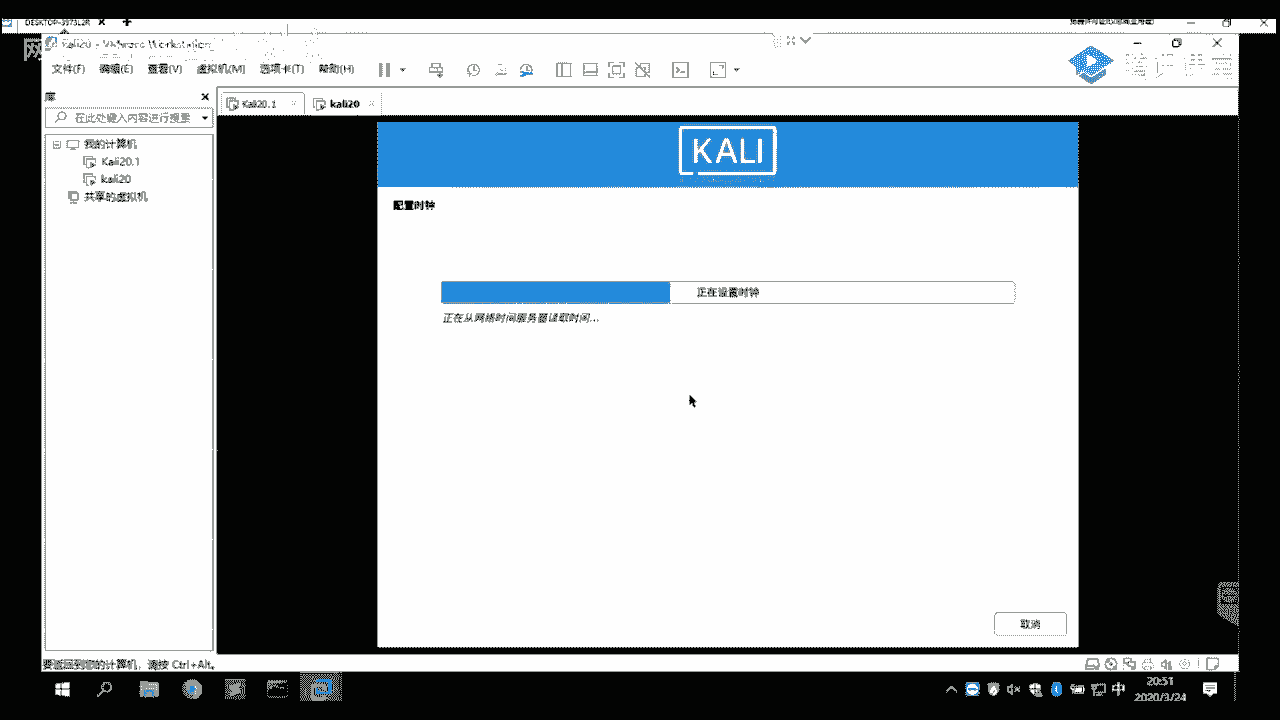 DESKTOP-3973L2R
kali20 - VMware Workstation
文件(F) 编辑(E) 查看(V) 虚拟机(M) 选项卡(T) 帮助(H)
库
在此处键入内容进行搜索
我的计算机
Kali20.1
kali20
共享的虚拟机
Kali20.1
kali20
KALI
配置时钟
正在设置时钟
正在从网络时间服务器读取时间...
取消
要返回到您的计算机，请按 Ctrl+Alt。
中
20:51
2020/3/24